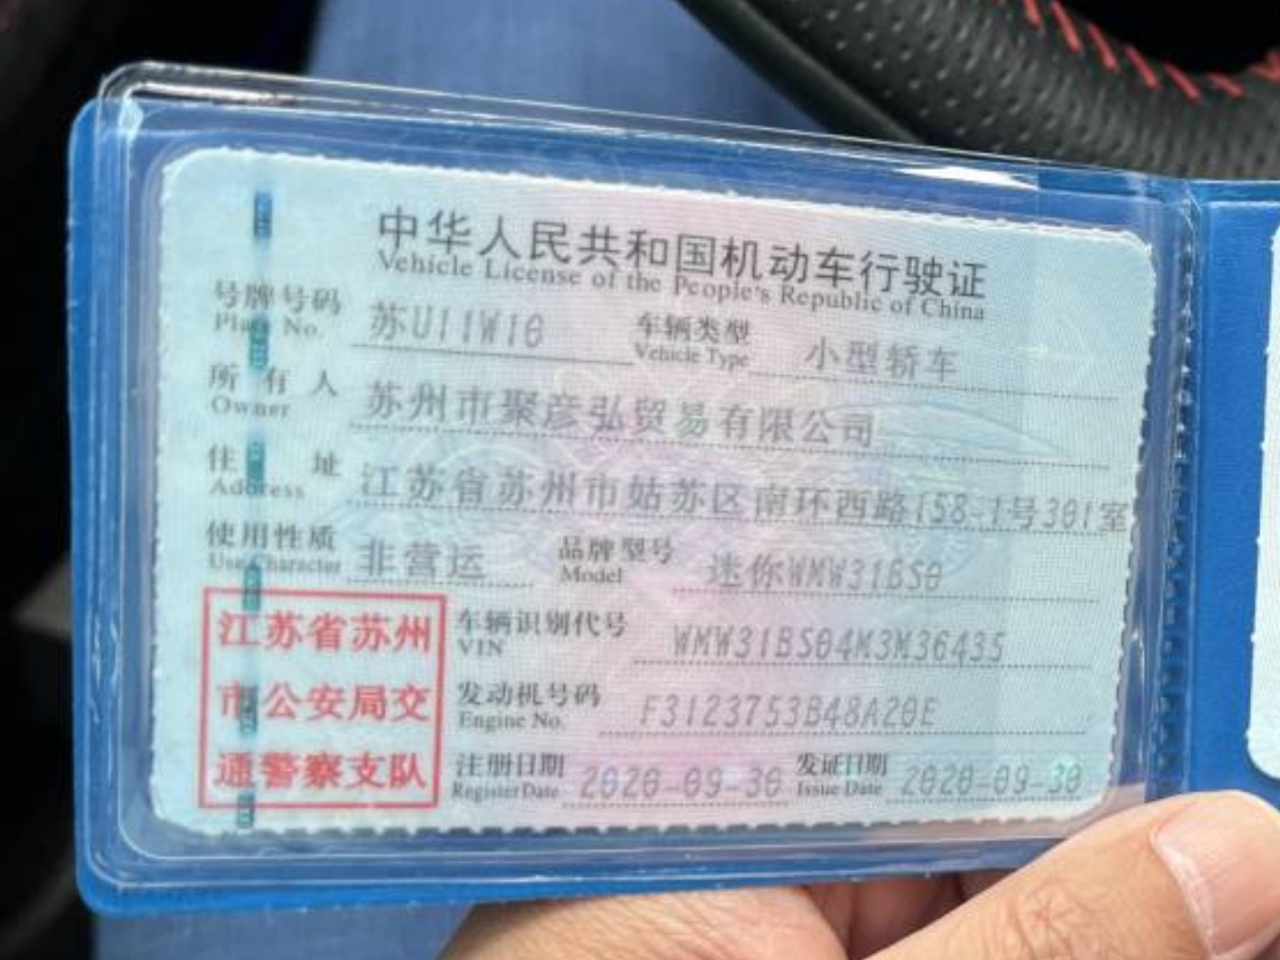 中华人民共和国机动车行驶证
Vehicle License of the People's Republic of China
号牌号码 苏U11W10 车辆类型 小型轿车
Plate No. Vehicle Type
所有人 苏州市聚彦弘贸易有限公司
Owner
住址 江苏省苏州市姑苏区南环西路158-1号301室
Address
使用性质 非营运 品牌型号 迷你WMW31BS0
Use Character Model
江苏省苏州
市公安局交
通警察支队
车辆识别代号 WMW31BS04M3M36435
VIN
发动机号码 F3123753B48A20E
Engine No.
注册日期 2020-09-30 发证日期 2020-09-30
Register Date Issue Date